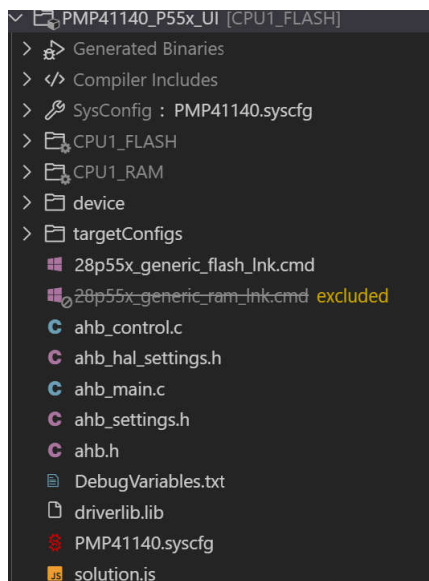 PMP41140_P55x_UI [CPU1_FLASH]
Generated Binaries
Compiler Includes
SysConfig : PMP41140.syscfg
CPU1_FLASH
CPU1_RAM
device
targetConfigs
28p55x_generic_flash_lnk.cmd
28p55x_generic_ram_lnk.cmd excluded
C ahb_control.c
C ahb_hal_settings.h
C ahb_main.c
C ahb_settings.h
C ahb.h
DebugVariables.txt
driverlib.lib
PMP41140.syscfg
JS solution.js